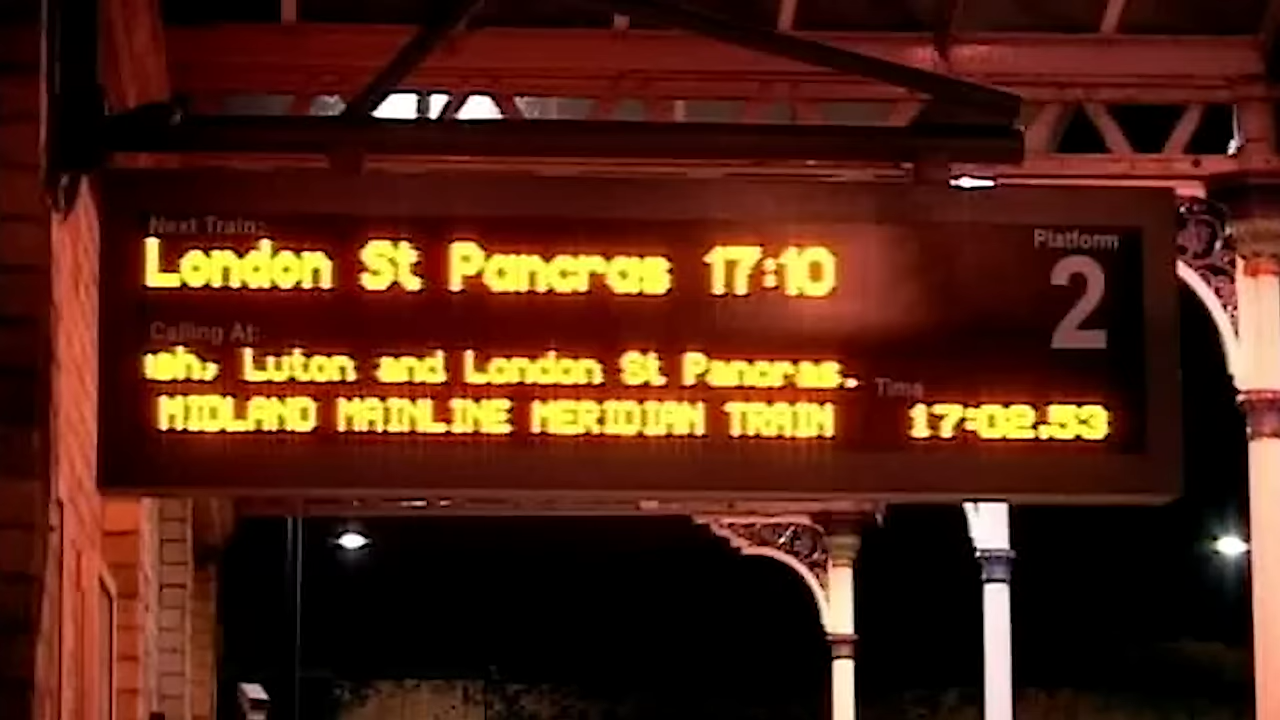 Next Train:
London St Pancras 17:10
Platform
2
Calling At:
gh, Luton and London St Pancras.
Time
MIDLAND MAINLINE MERIDIAN TRAIN 17:02.53